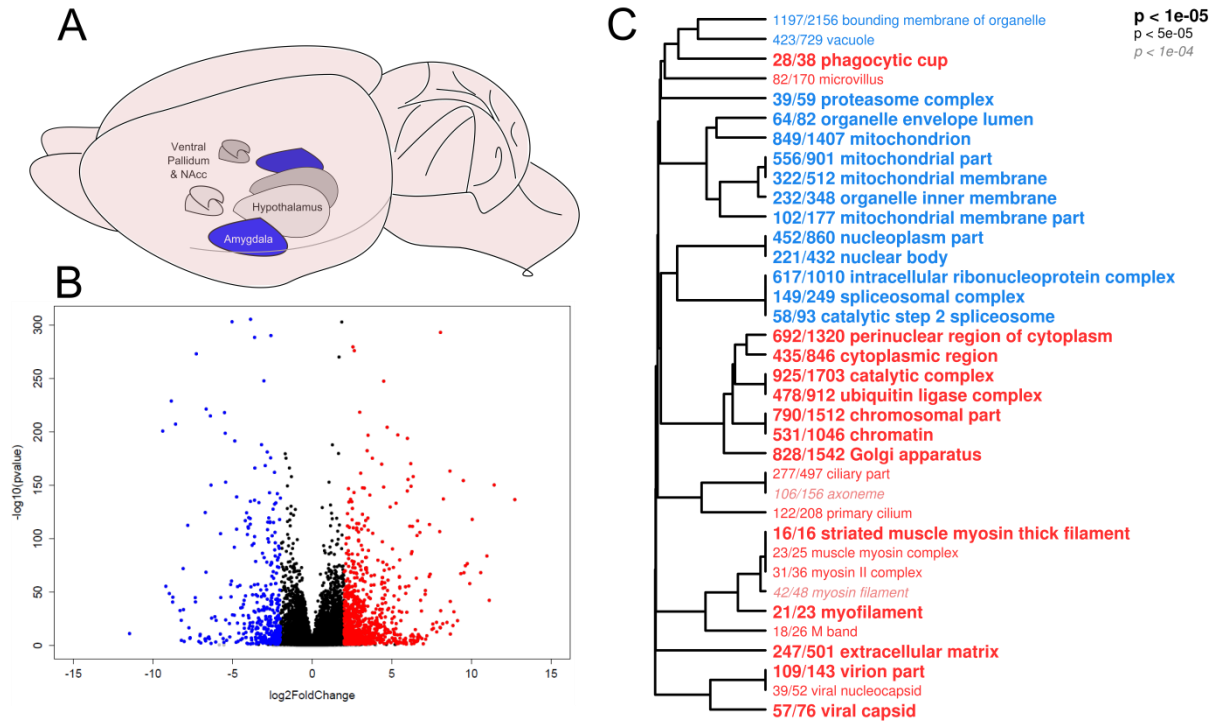 A
Ventral
Pallidum
& NAcc
Hypothalamus
Amygdala
B
300
250
200
150
100
50
0
-log10(pvalue)
-15
-10
-5
0
5
10
15
log2FoldChange
C
p < 1e-05
p < 5e-05
p < 1e-04
1197/2156 bounding membrane of organelle
423/729 vacuole
28/38 phagocytic cup
82/170 microvillus
39/59 proteasome complex
64/82 organelle envelope lumen
849/1407 mitochondrion
556/901 mitochondrial part
322/512 mitochondrial membrane
232/348 organelle inner membrane
102/177 mitochondrial membrane part
452/860 nucleoplasm part
221/432 nuclear body
617/1010 intracellular ribonucleoprotein complex
149/249 spliceosomal complex
58/93 catalytic step 2 spliceosome
692/1320 perinuclear region of cytoplasm
435/846 cytoplasmic region
925/1703 catalytic complex
478/912 ubiquitin ligase complex
790/1512 chromosomal part
531/1046 chromatin
828/1542 Golgi apparatus
277/497 ciliary part
106/156 axoneme
122/208 primary cilium
16/16 striated muscle myosin thick filament
23/25 muscle myosin complex
31/36 myosin II complex
42/48 myosin filament
21/23 myofilament
18/26 M band
247/501 extracellular matrix
109/143 virion part
39/52 viral nucleocapsid
57/76 viral capsid